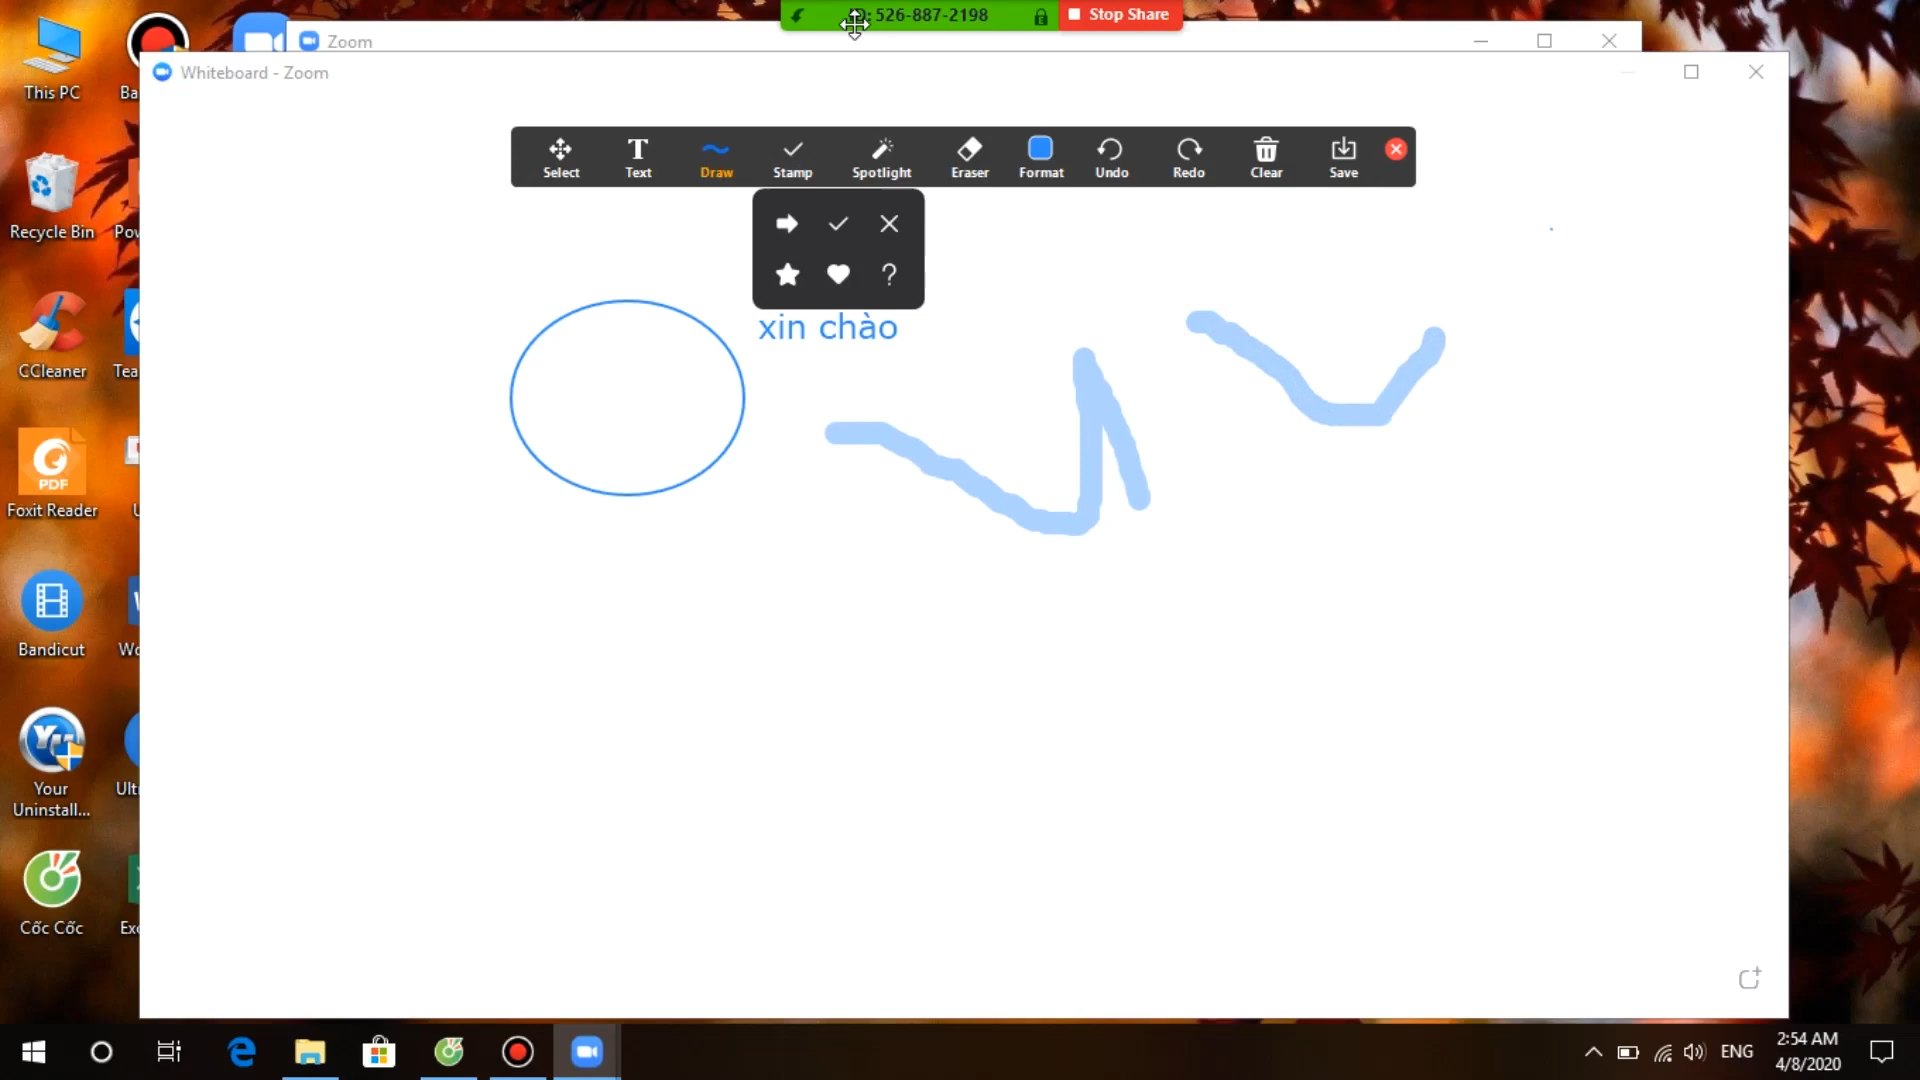 526-887-2198
Stop Share
Zoom
Whiteboard - Zoom
Select
Text
Draw
Stamp
Spotlight
Eraser
Format
Undo
Redo
Clear
Save
xin chào
This PC
Recycle Bin
CCleaner
PDF
Foxit Reader
Bandicut
Your
Uninstall...
Cốc Cốc
ENG
2:54 AM
4/8/2020